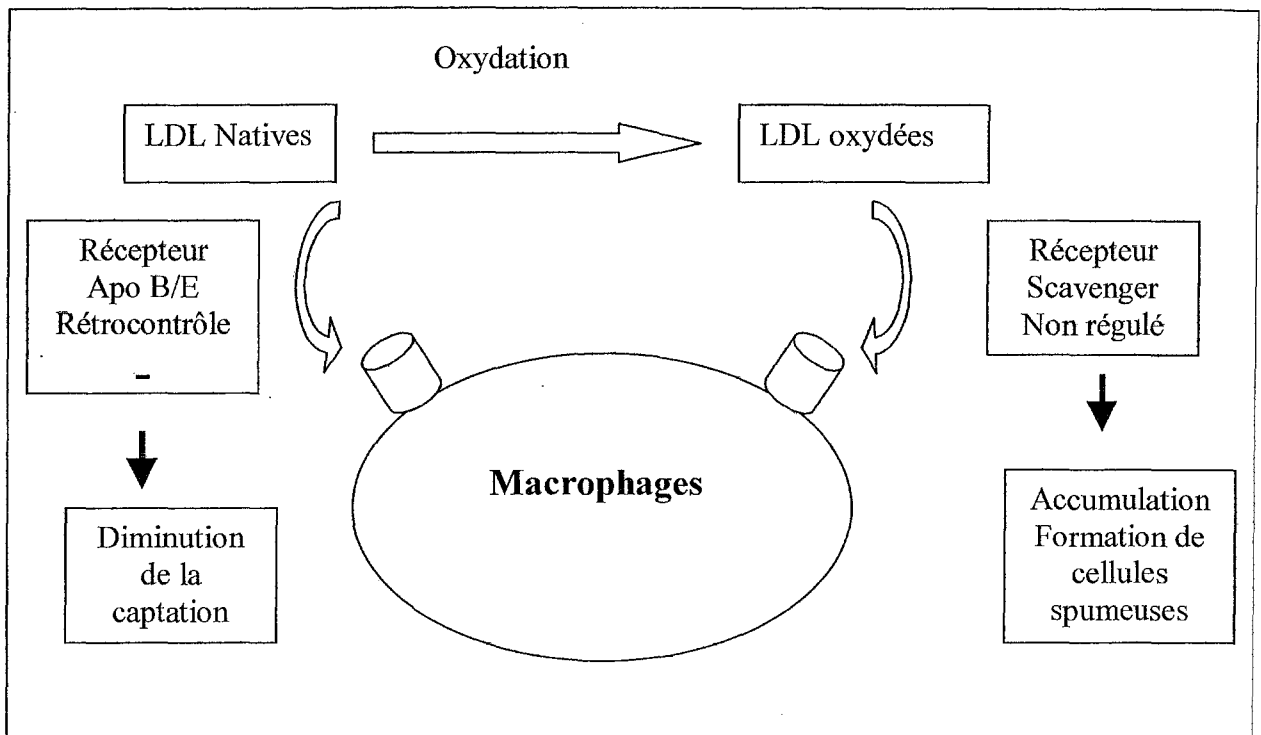 Oxydation
LDL Natives
LDL oxydées
Récepteur
Apo B/E
Rétrocontrôle
-
Récepteur
Scavenger
Non régulé
Macrophages
Diminution
de la
captation
Accumulation
Formation de
cellules
spumeuses